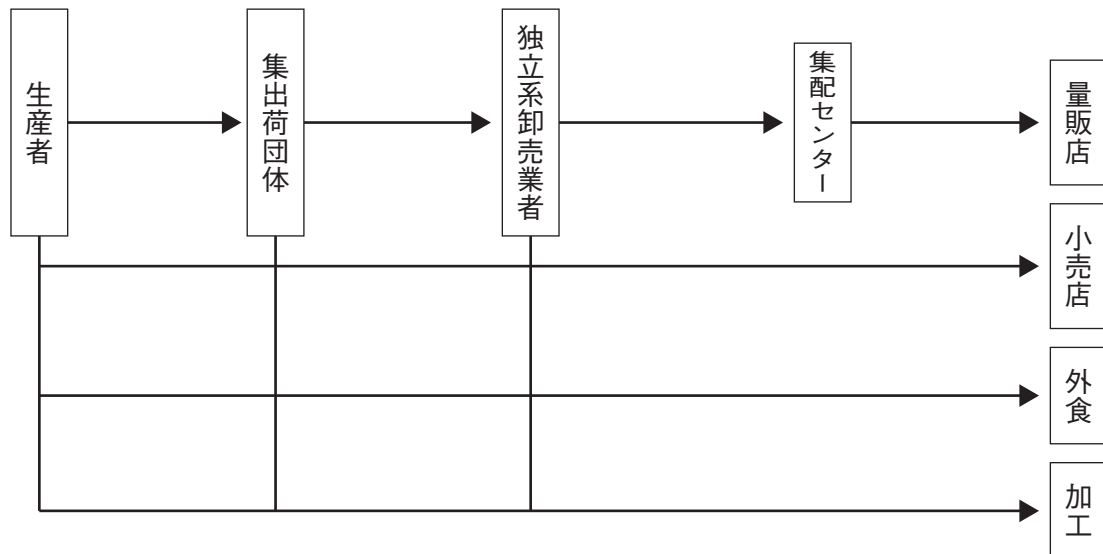 生産者
集出荷団体
独立系卸売業者
集配センター
量販店
小売店
外食
加工